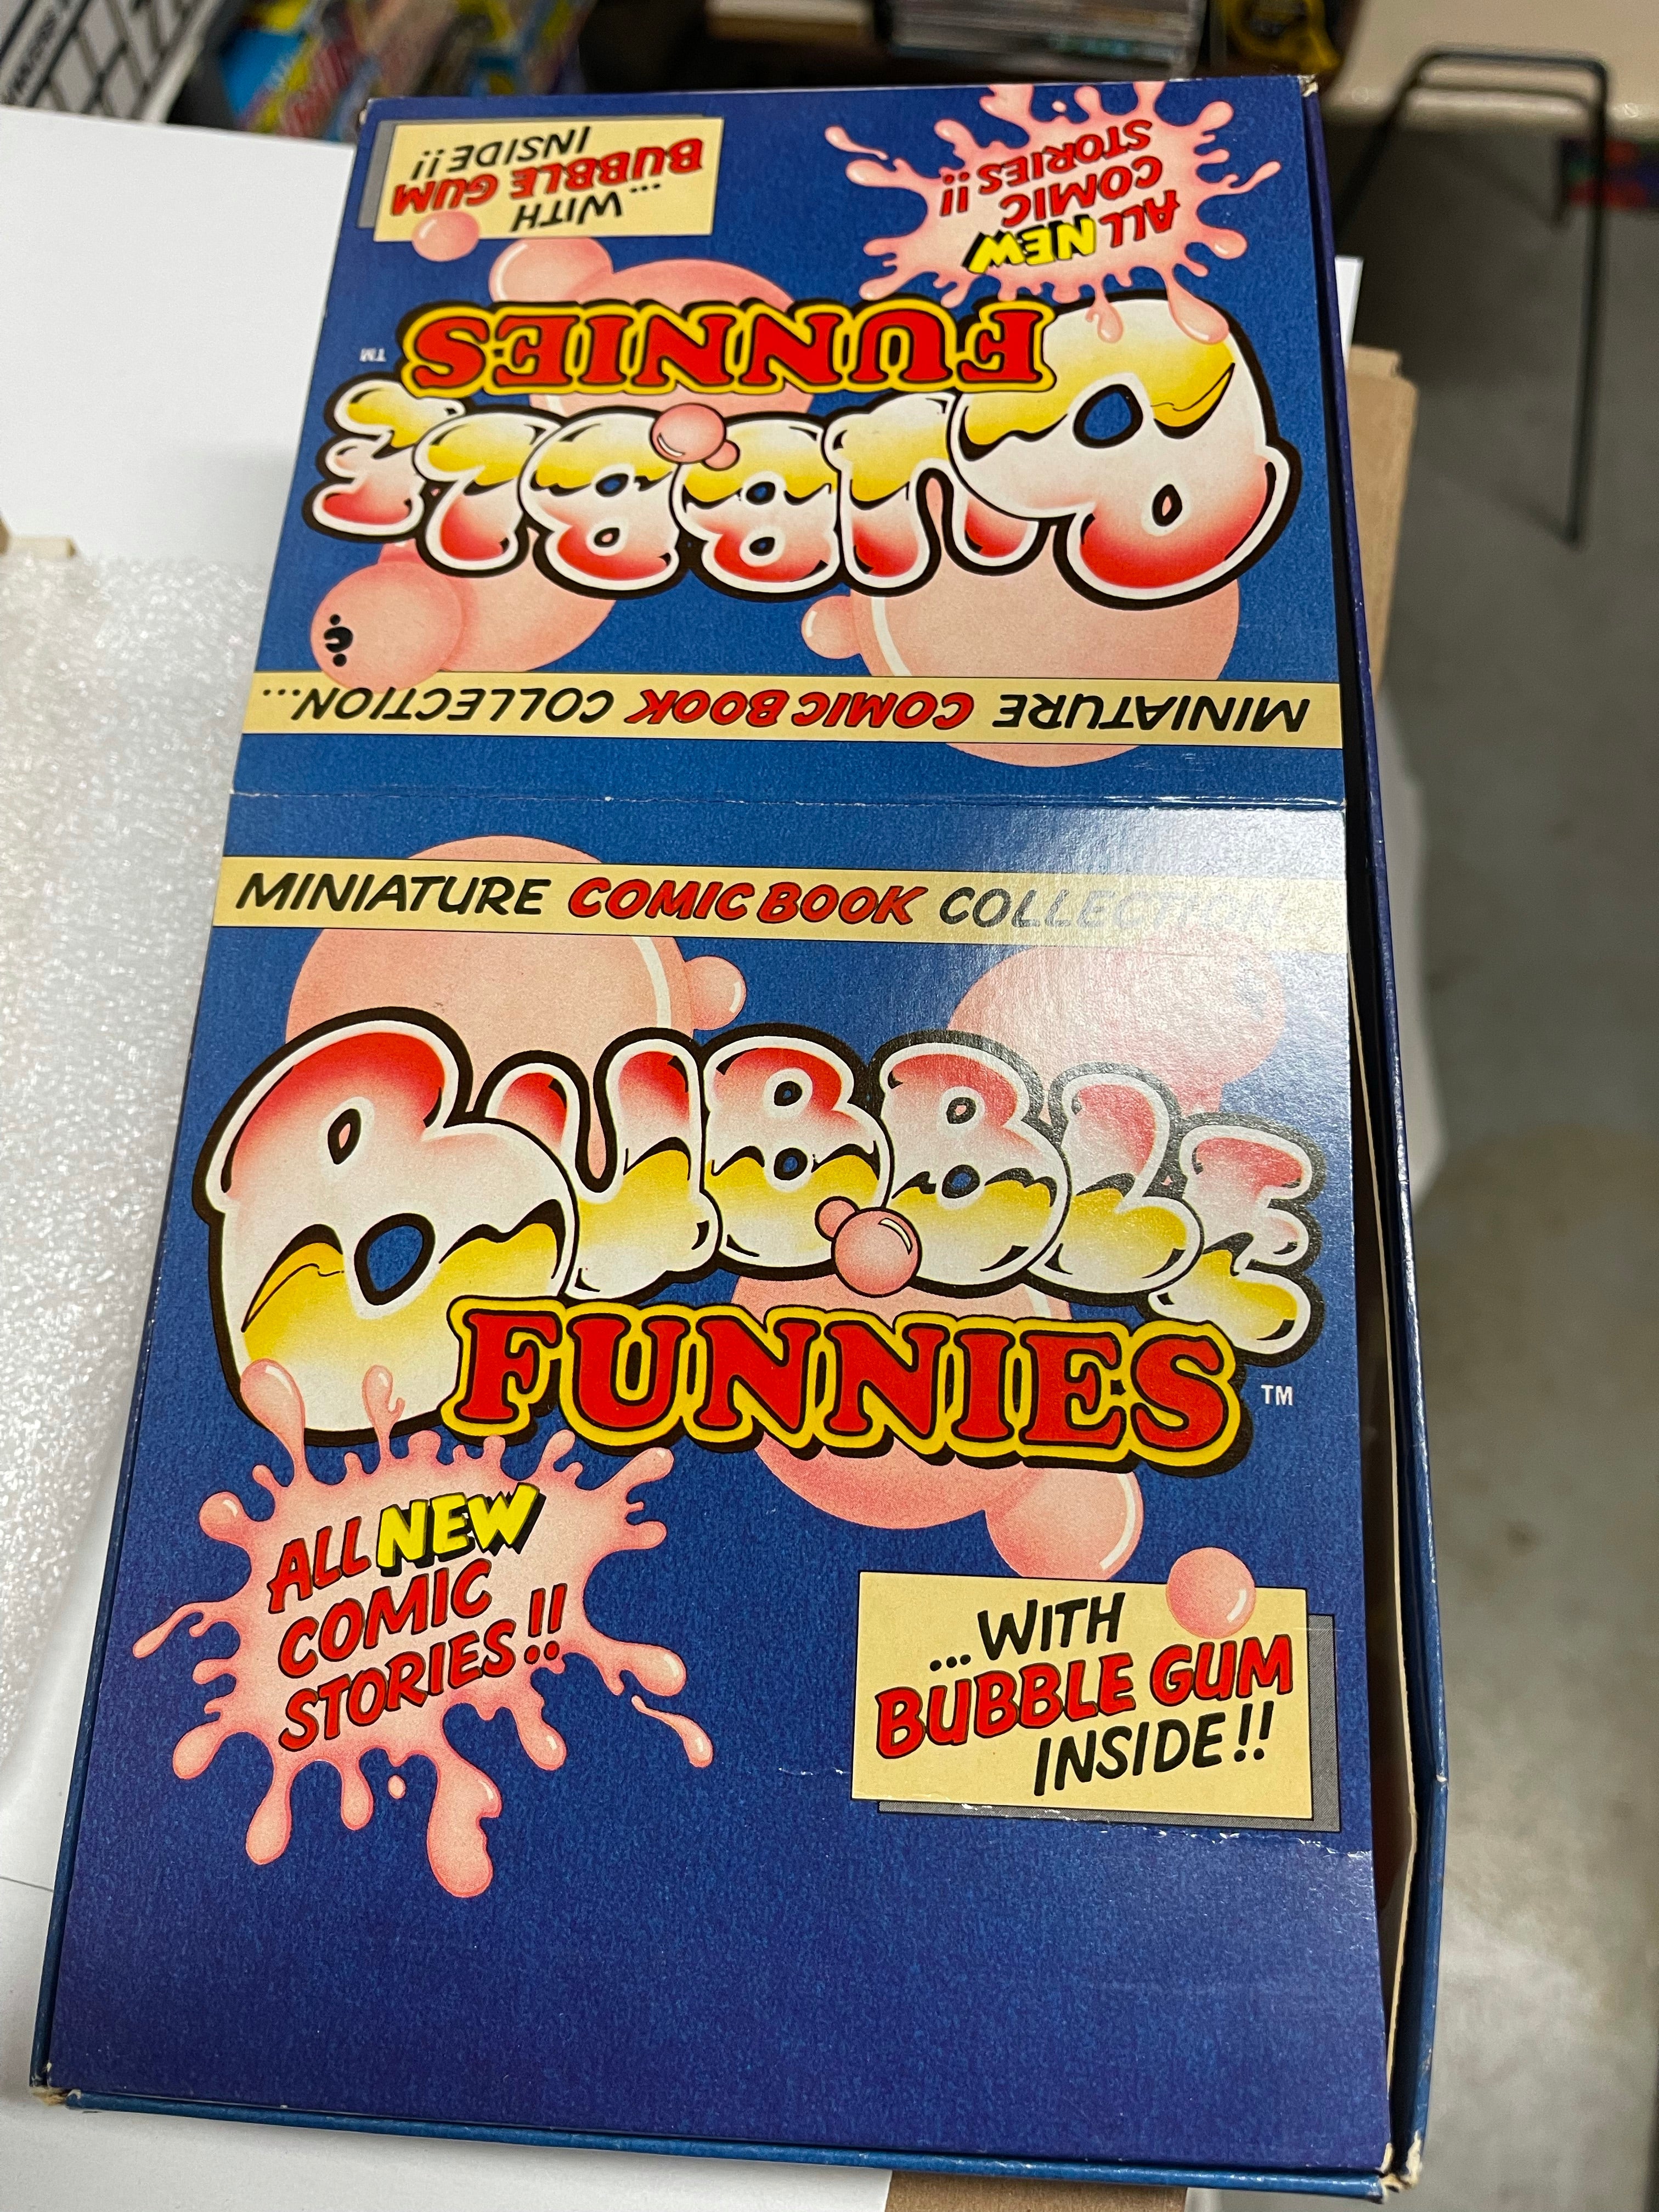 ...WITH
BUBBLE GUM
INSIDE!!
ALL NEW
COMIC
STORIES!!
BUBBLE
FUNNIES
TM
MINIATURE COMIC BOOK COLLECTION...
MINIATURE COMIC BOOK COLLECTION
BUBBLE
FUNNIES
TM
ALL NEW
COMIC
STORIES!!
...WITH
BUBBLE GUM
INSIDE!!